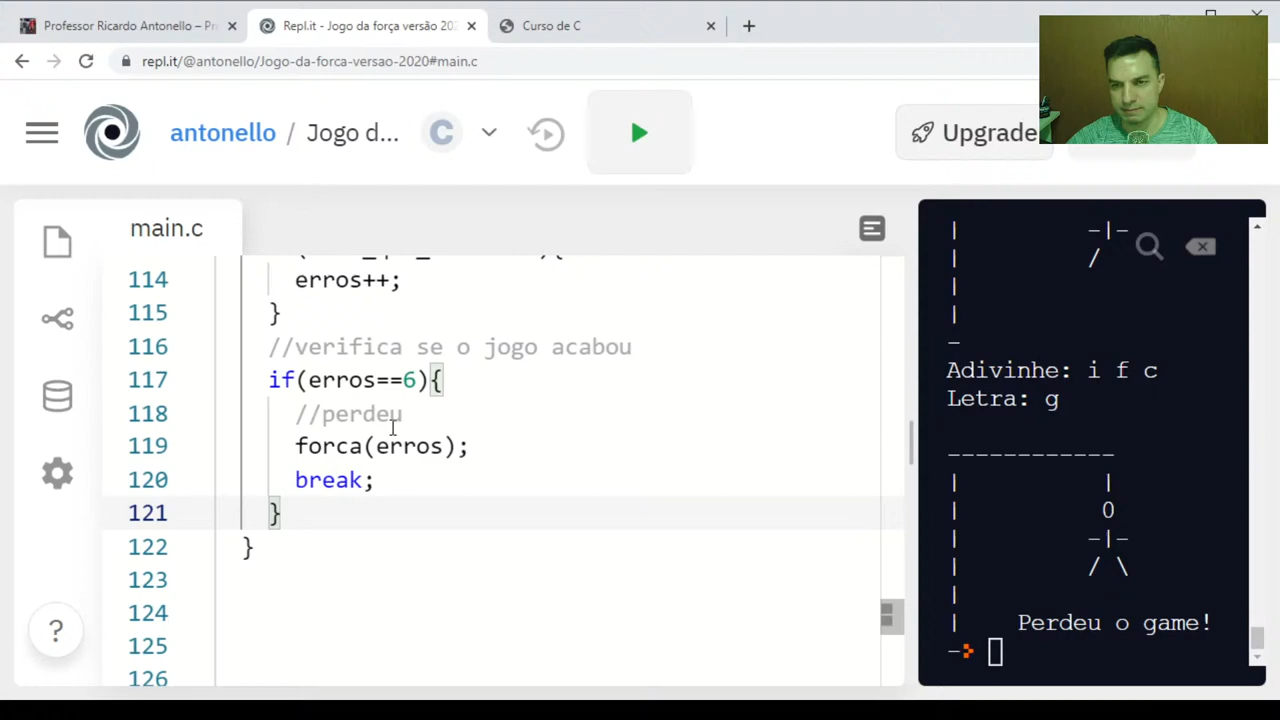 Professor Ricardo Antonello – Pr
Repl.it - Jogo da força versão 202
Curso de C
repl.it/@antonello/Jogo-da-forca-versao-2020#main.c
antonello / Jogo d...
C
Upgrade
main.c
114 erros++;
115 }
116 //verifica se o jogo acabou
117 if(erros==6){
118 //perdeu
119 forca(erros);
120 break;
121 }
122 }
123
124
125
126
?
| -|-
| /
|
|
-
Adivinhe: i f c
Letra: g
------------
| |
| 0
| -|-
| / \
|
| Perdeu o game!
-